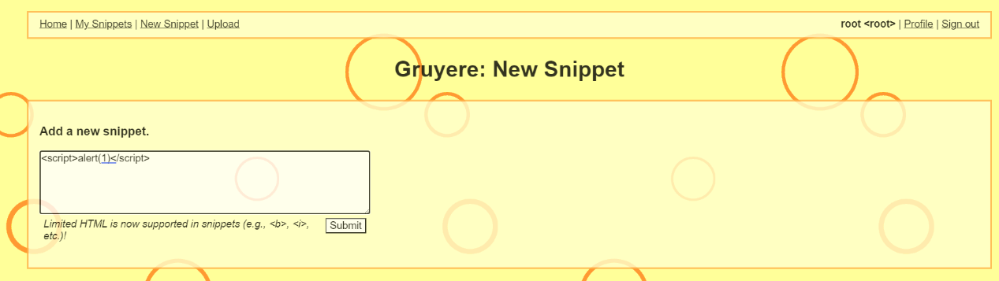 Home | My Snippets | New Snippet | Upload
root <root> | Profile | Sign out
Gruyere: New Snippet
Add a new snippet.
<script>alert(1)</script>
Limited HTML is now supported in snippets (e.g., <b>, <i>,
etc.)!
Submit